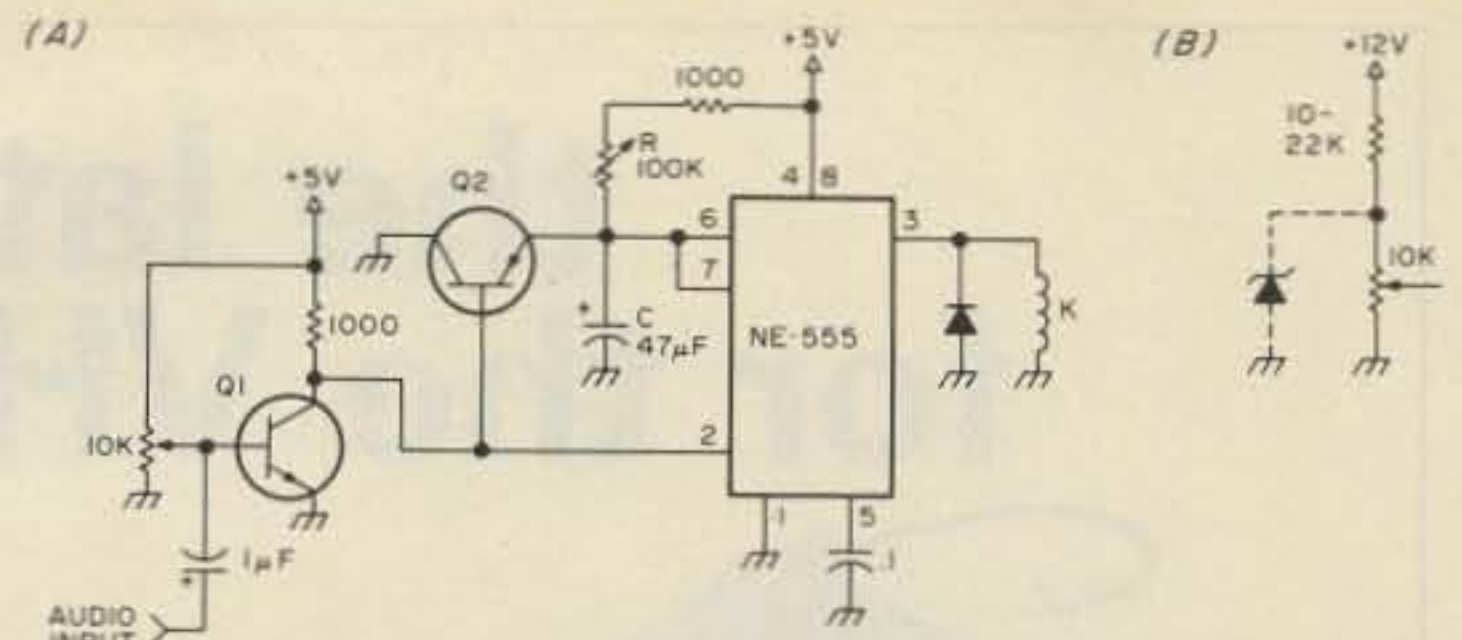 (A)
+5V
1000
R
100K
Q2
+5V
4 8
6
7
3
K
+
C
47µF
NE-555
1000
Q1
10K
2
1
5
.1
1µF
+
AUDIO
INPUT
(B)
+12V
10-
22K
10K